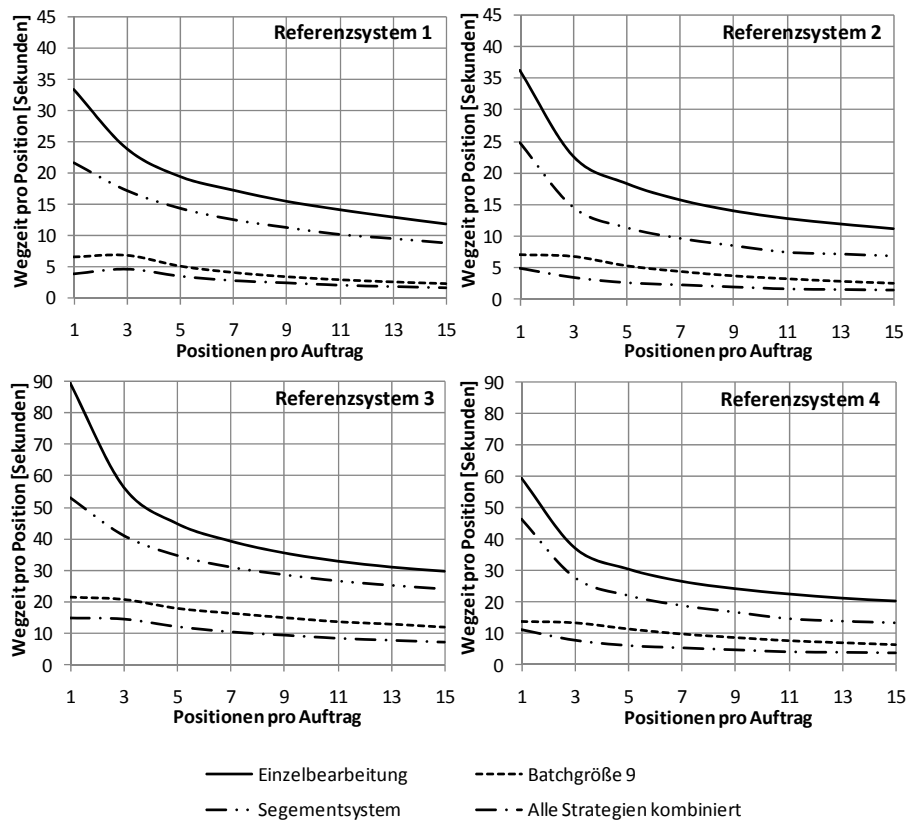 Referenzsystem 1
Wegzeit pro Position [Sekunden]
45
40
35
30
25
20
15
10
5
0
1 3 5 7 9 11 13 15
Positionen pro Auftrag
Referenzsystem 2
Wegzeit pro Position [Sekunden]
45
40
35
30
25
20
15
10
5
0
1 3 5 7 9 11 13 15
Positionen pro Auftrag
Referenzsystem 3
Wegzeit pro Position [Sekunden]
90
80
70
60
50
40
30
20
10
0
1 3 5 7 9 11 13 15
Positionen pro Auftrag
Referenzsystem 4
Wegzeit pro Position [Sekunden]
90
80
70
60
50
40
30
20
10
0
1 3 5 7 9 11 13 15
Positionen pro Auftrag
Einzelbearbeitung
Batchgröße 9
Segementsystem
Alle Strategien kombiniert